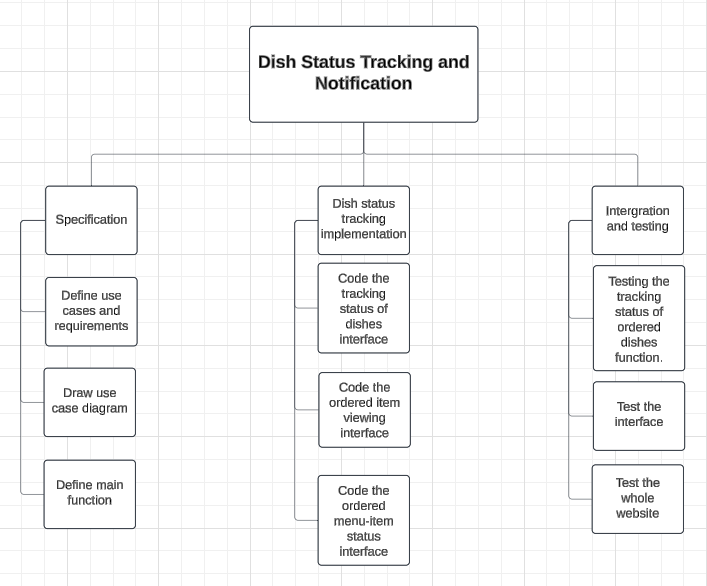 Dish Status Tracking and
Notification
Specification
Define use
cases and
requirements
Draw use
case diagram
Define main
function
Dish status
tracking
implementation
Code the
tracking
status of
dishes
interface
Code the
ordered item
viewing
interface
Code the
ordered
menu-item
status
interface
Intergration
and testing
Testing the
tracking
status of
ordered
dishes
function.
Test the
interface
Test the
whole
website